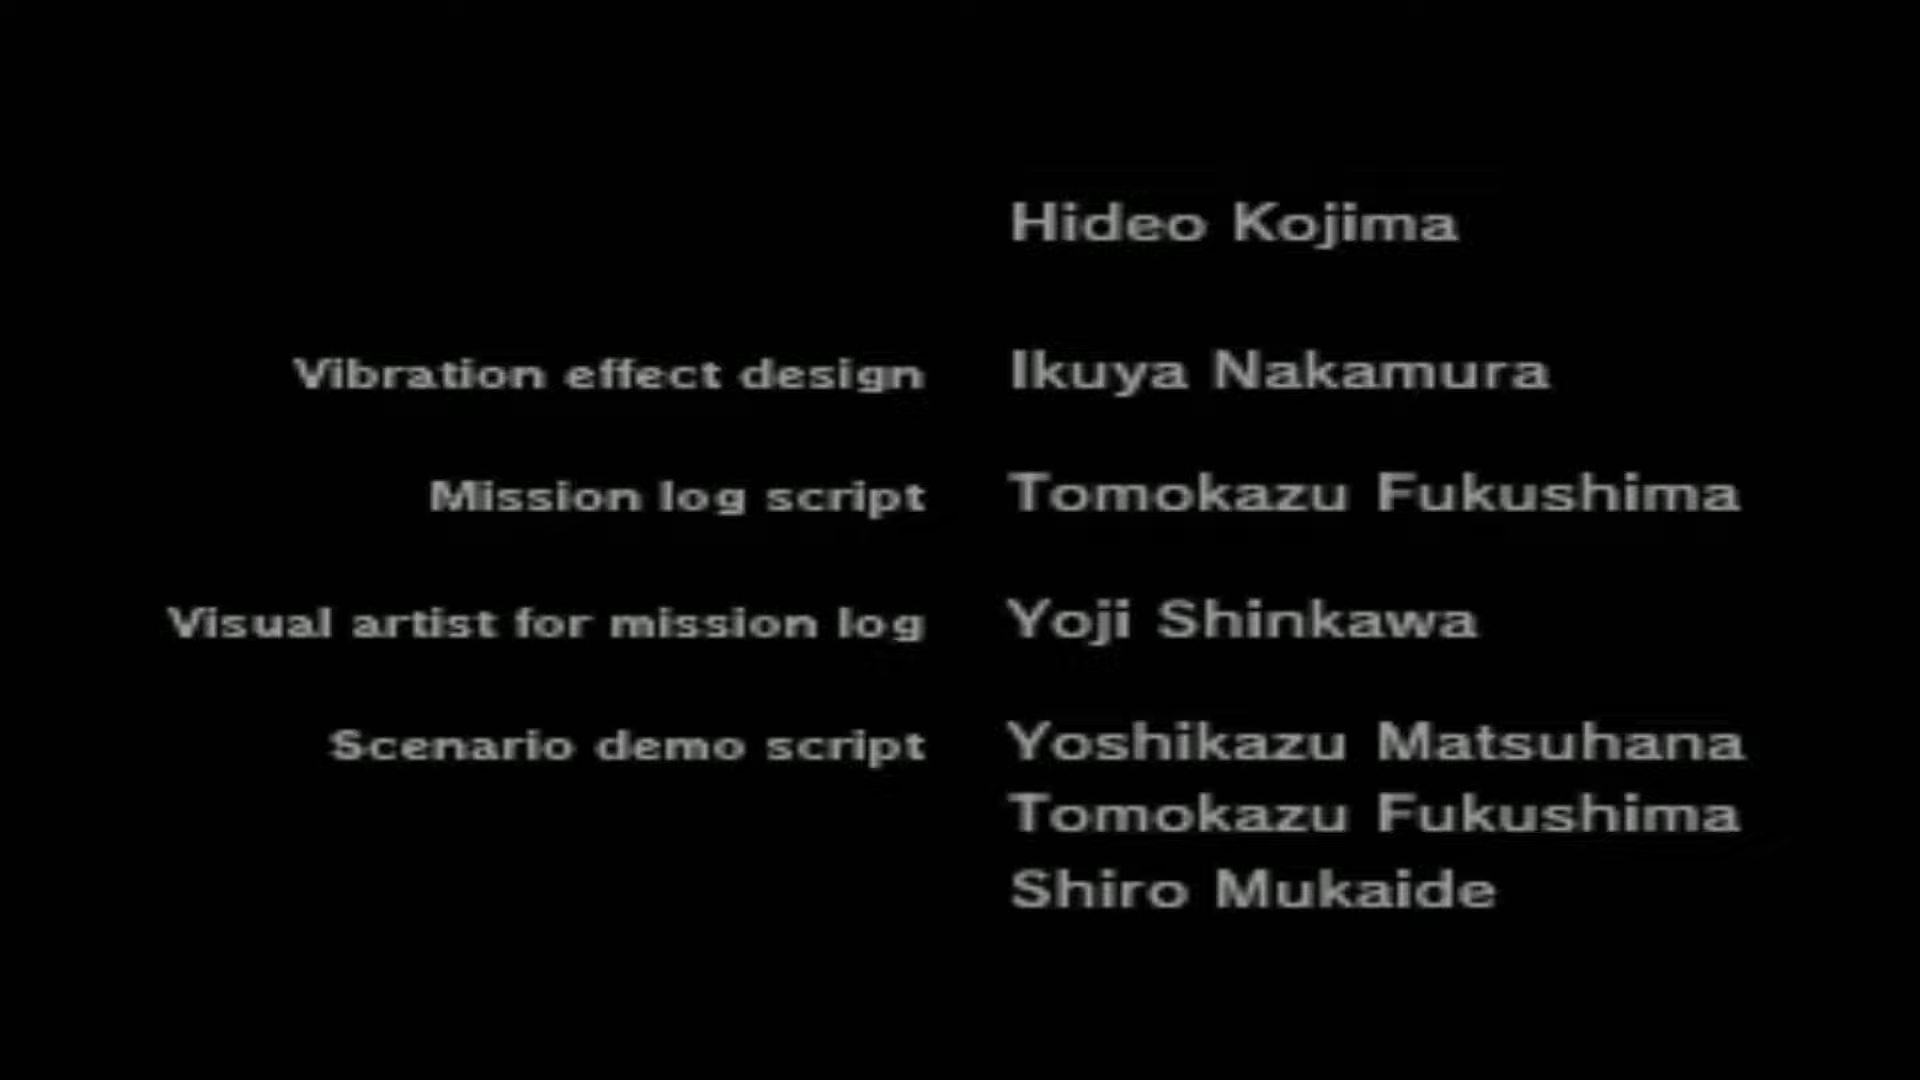 Hideo Kojima
Vibration effect design Ikuya Nakamura
Mission log script Tomokazu Fukushima
Visual artist for mission log Yoji Shinkawa
Scenario demo script Yoshikazu Matsuhana
Tomokazu Fukushima
Shiro Mukaide